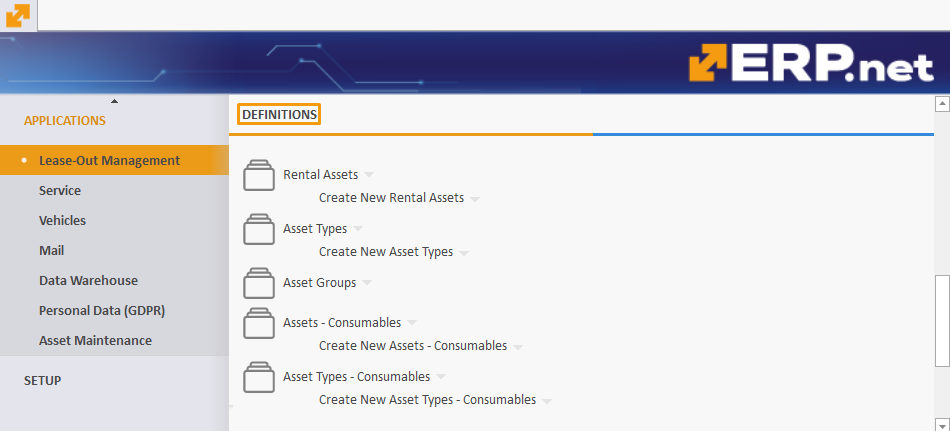 ERP.net
APPLICATIONS
Lease-Out Management
Service
Vehicles
Mail
Data Warehouse
Personal Data (GDPR)
Asset Maintenance
SETUP
DEFINITIONS
Rental Assets
Create New Rental Assets
Asset Types
Create New Asset Types
Asset Groups
Assets - Consumables
Create New Assets - Consumables
Asset Types - Consumables
Create New Asset Types - Consumables